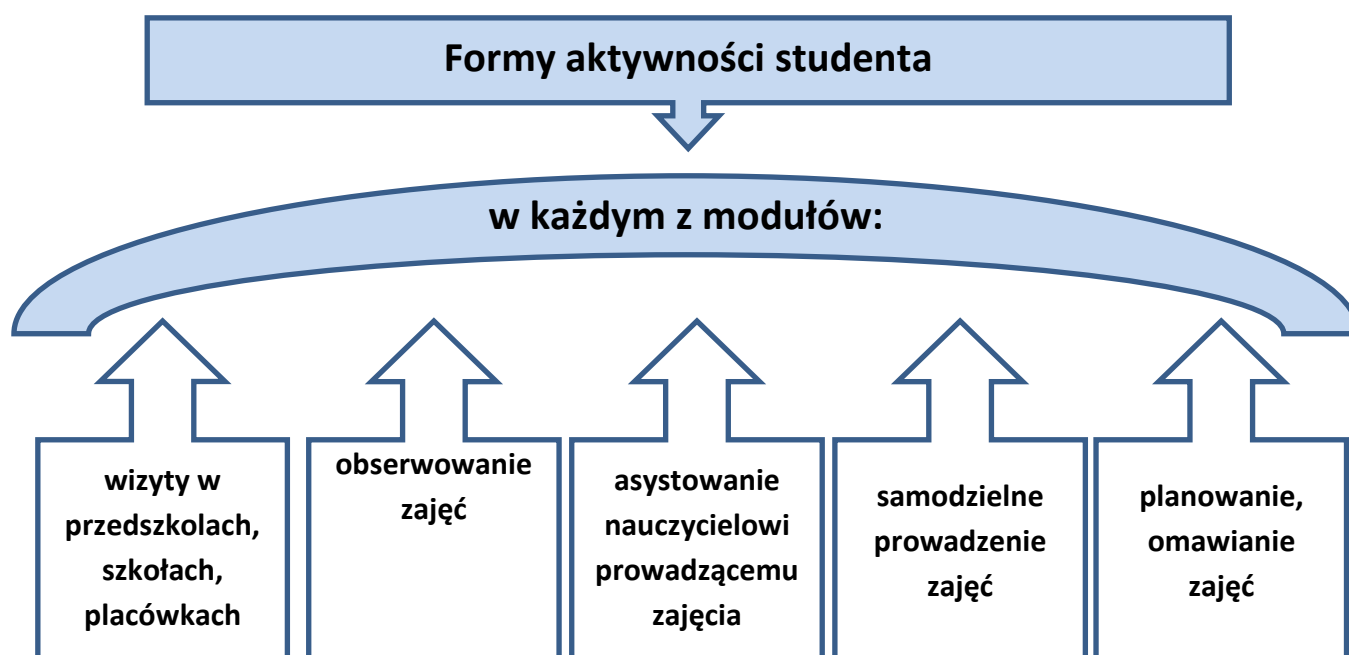 Formy aktywności studenta
w każdym z modułów:
wizyty w
przedszkolach,
szkołach,
placówkach
obserwowanie
zajęć
asystowanie
nauczycielowi
prowadzącemu
zajęcia
samodzielne
prowadzenie
zajęć
planowanie,
omawianie
zajęć